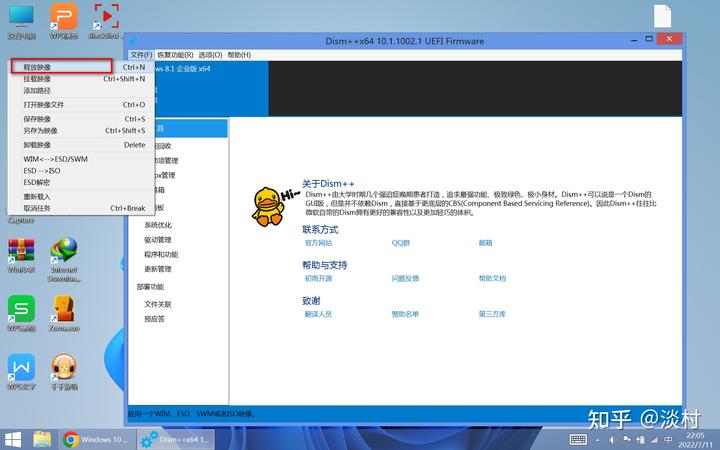 这台电脑
WPS演示
BlackBird
Dism++x64 10.1.1002.1 UEFI Firmware
文件(F) 恢复功能(R) 选项(O) 帮助(H)
释放映像 Ctrl+N
挂载映像 Ctrl+Shift+N
添加路径
打开映像文件 Ctrl+O
保存映像 Ctrl+S
另存为映像 Ctrl+Shift+S
卸载映像 Delete
WIM<-->ESD/SWM
ESD -->ISO
ESD解密
重新载入
取消任务 Ctrl+Break
ws 8.1 企业版 x64
具
回收
动项管理
px管理
具箱
板
系统优化
驱动管理
程序和功能
更新管理
部署功能
文件关联
预应答
Hi~
关于Dism++
Dism++由大学时期几个强迫症晚期患者打造，追求最强功能、极致绿色、极小身材。Dism++可以说是一个Dism的
GUI版，但是并不依赖Dism，直接基于更底层的CBS(Component Based Servicing Reference)。因此Dism++往往比
微软自带的Dism拥有更好的兼容性以及更加轻巧的体积。
联系方式
官方网站 QQ群 邮箱
帮助与支持
初雨开源 问题反馈 帮助文档
致谢
翻译人员 赞助名单 第三方库
应用一个WIM、ESD、SWM或者ISO映像。
Capture
WinRAR
Internet
Downloa...
WPS表格
Zuma.exe
WPS文字
千千静听
知乎 @淡村
Windows 10 ...
Dism++x64 1...
中
22:05
2022/7/11